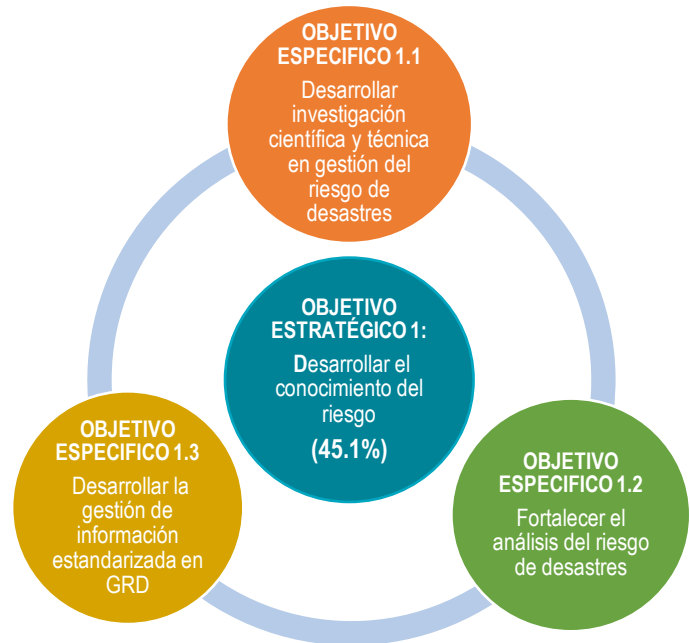 OBJETIVO
ESPECIFICO 1.1
Desarrollar
investigación
científica y técnica
en gestión del
riesgo de
desastres
OBJETIVO
ESTRATÉGICO 1:
Desarrollar el
conocimiento del
riesgo
(45.1%)
OBJETIVO
ESPECIFICO 1.3
Desarrollar la
gestión de
información
estandarizada en
GRD
OBJETIVO
ESPECIFICO 1.2
Fortalecer el
análisis del riesgo
de desastres